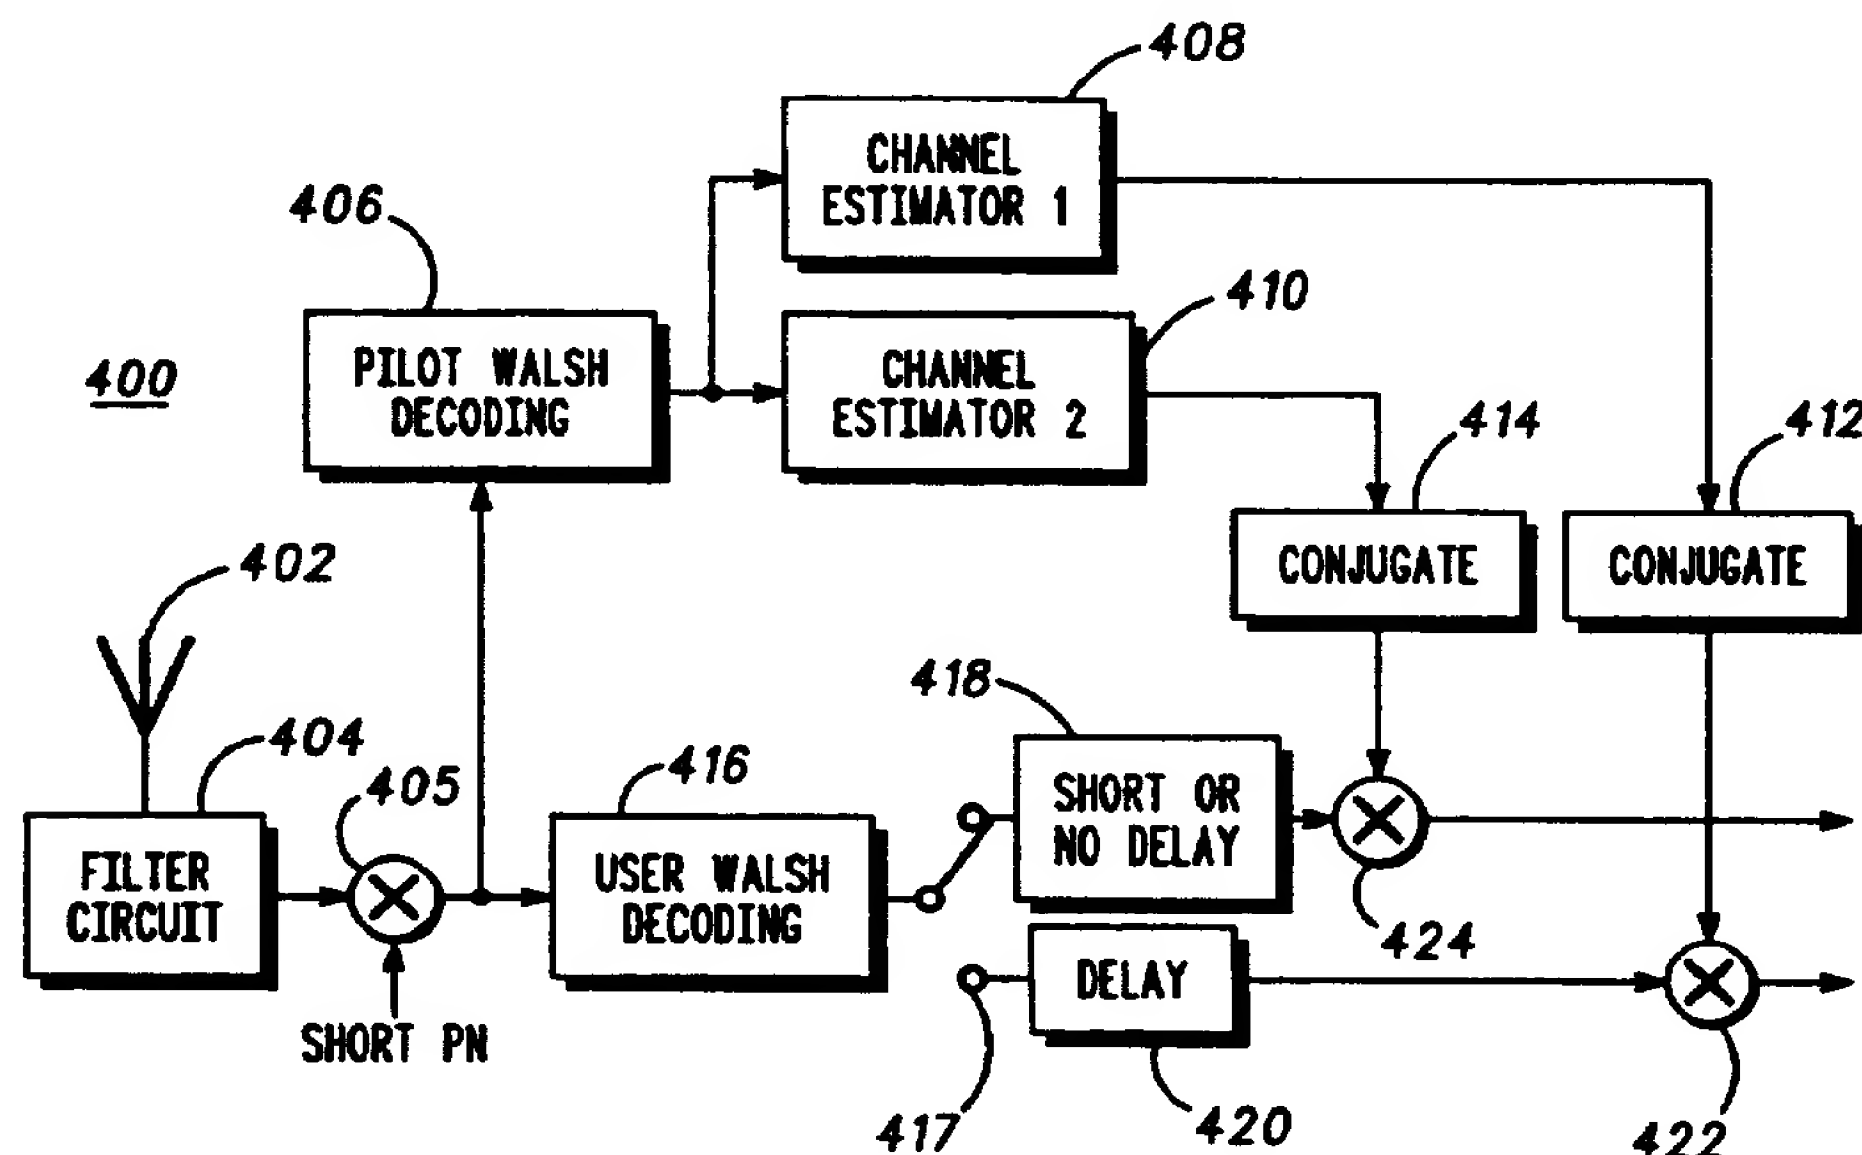 408
CHANNEL
ESTIMATOR 1
406
410
PILOT WALSH
DECODING
CHANNEL
ESTIMATOR 2
400
414
412
CONJUGATE
CONJUGATE
402
418
404
405
416
SHORT OR
NO DELAY
FILTER
CIRCUIT
USER WALSH
DECODING
424
DELAY
SHORT PN
417
420
422